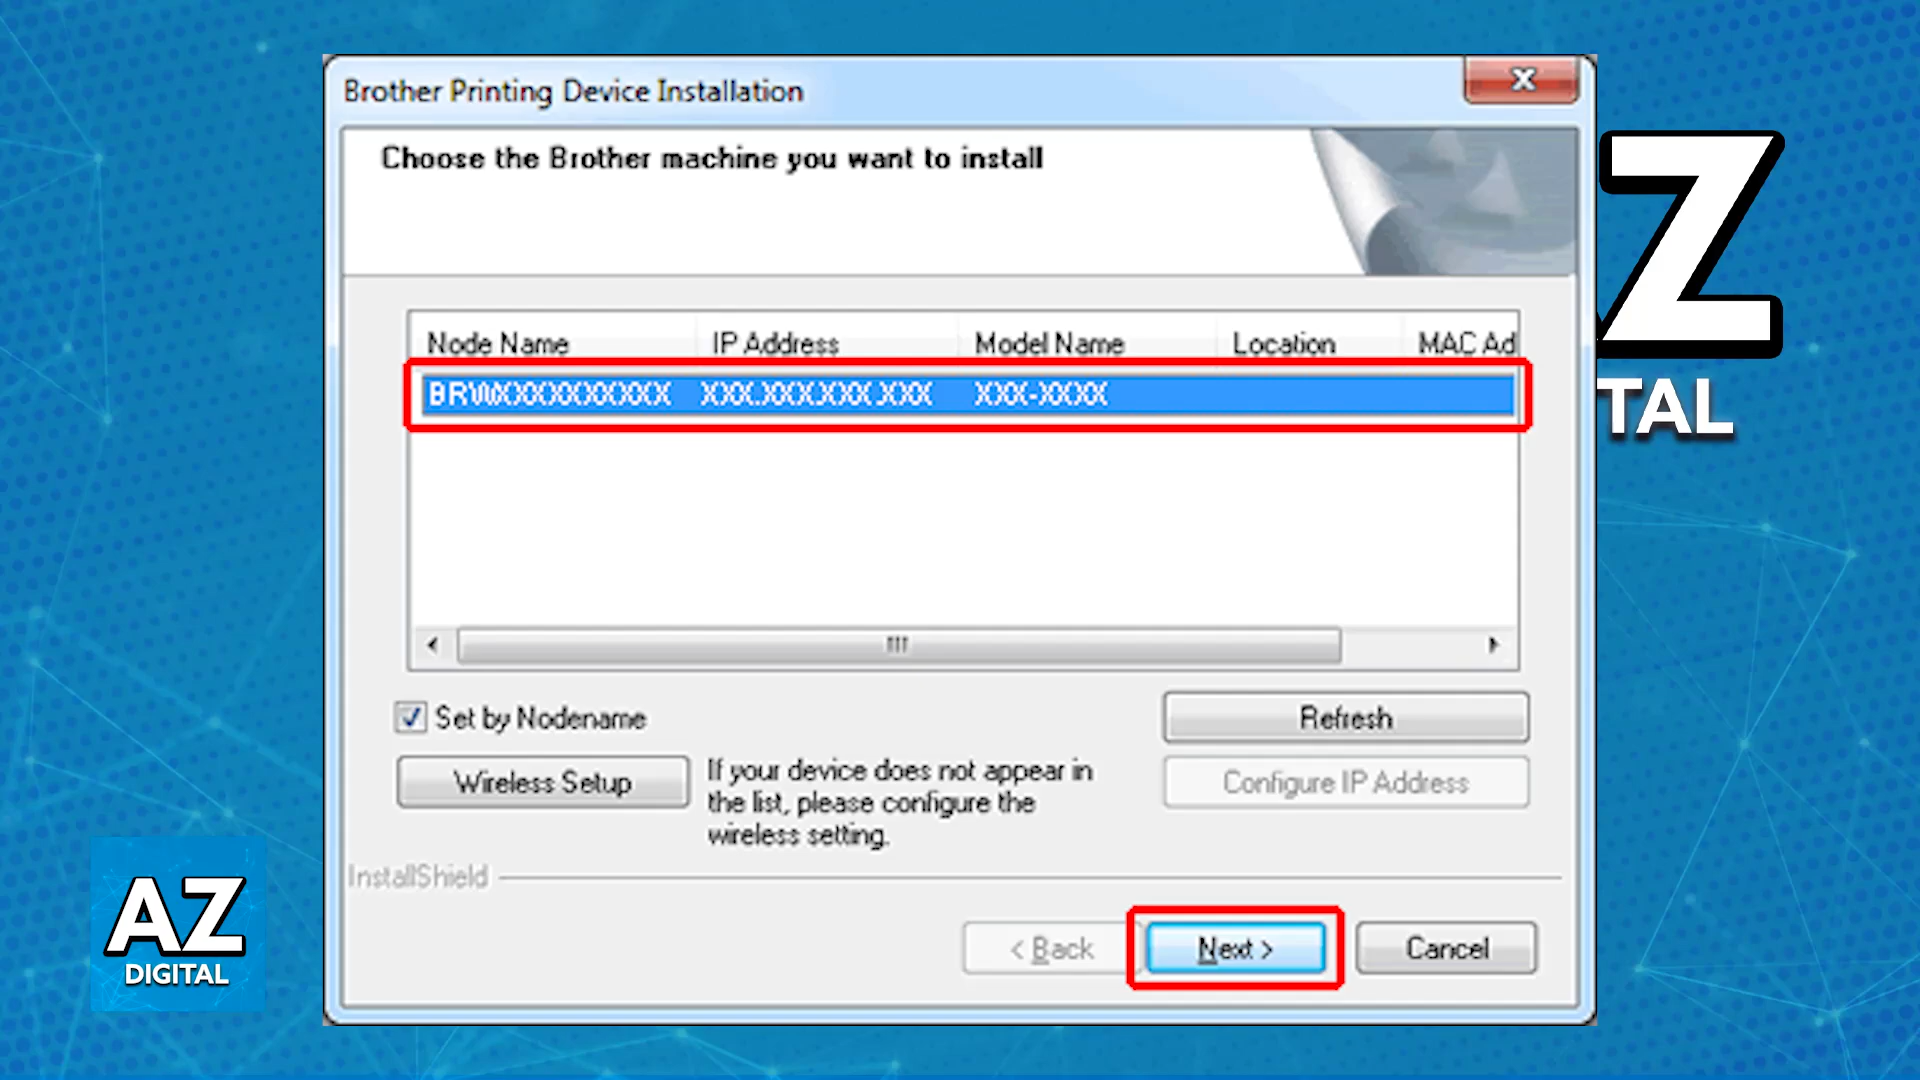 Brother Printing Device Installation
Choose the Brother machine you want to install
Node Name IP Address Model Name Location MAC Ad
XXX.XXX.XXX.XXX XXX-XXXX
Set by Nodename
Refresh
Wireless Setup
If your device does not appear in
the list, please configure the
wireless setting.
Configure IP Address
InstallShield
< Back
Next >
Cancel
Z
TAL
AZ
DIGITAL